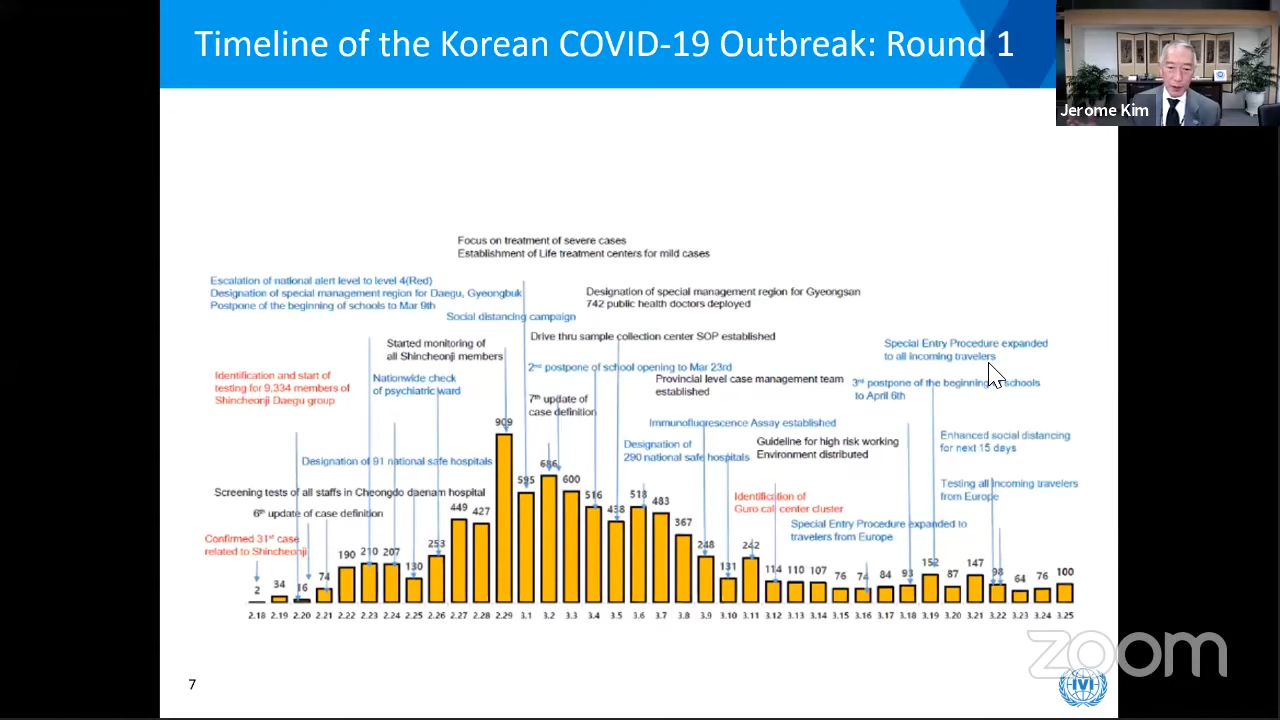 Timeline of the Korean COVID-19 Outbreak: Round 1
Jerome Kim
Focus on treatment of severe cases
Establishment of Life treatment centers for mild cases
Escalation of national alert level to level 4(Red)
Designation of special management region for Daegu, Gyeongbuk
Postpone of the beginning of schools to Mar 9th
Social distancing campaign
Designation of special management region for Gyeongsan
742 public health doctors deployed
Started monitoring of
all Shincheonji members
Drive thru sample collection center SOP established
Special Entry Procedure expanded
to all incoming travelers
Identification and start of
testing for 9,334 members of
Shincheonji Daegu group
Nationwide check
of psychiatric ward
2nd postpone of school opening to Mar 23rd
Provincial level case management team
established
3rd postpone of the beginning of schools
to April 6th
7th update of
case definition
Immunofluorescence Assay established
Designation of
290 national safe hospitals
Guideline for high risk working
Environment distributed
Enhanced social distancing
for next 15 days
Designation of 91 national safe hospitals
Screening tests of all staffs in Cheongdo daenam hospital
6th update of case definition
Identification of
Guro call center cluster
Testing all incoming travelers
from Europe
Special Entry Procedure expanded to
travelers from Europe
Confirmed 31st case
related to Shincheonji
2 34 16 74 190 210 207 130 253 449 427 909 595 686 600 516 438 518 483 367 248 131 242 114 110 107 76 74 84 93 152 87 147 98 64 76 100
2.18 2.19 2.20 2.21 2.22 2.23 2.24 2.25 2.26 2.27 2.28 2.29 3.1 3.2 3.3 3.4 3.5 3.6 3.7 3.8 3.9 3.10 3.11 3.12 3.13 3.14 3.15 3.16 3.17 3.18 3.19 3.20 3.21 3.22 3.23 3.24 3.25
zoom
7
IVI